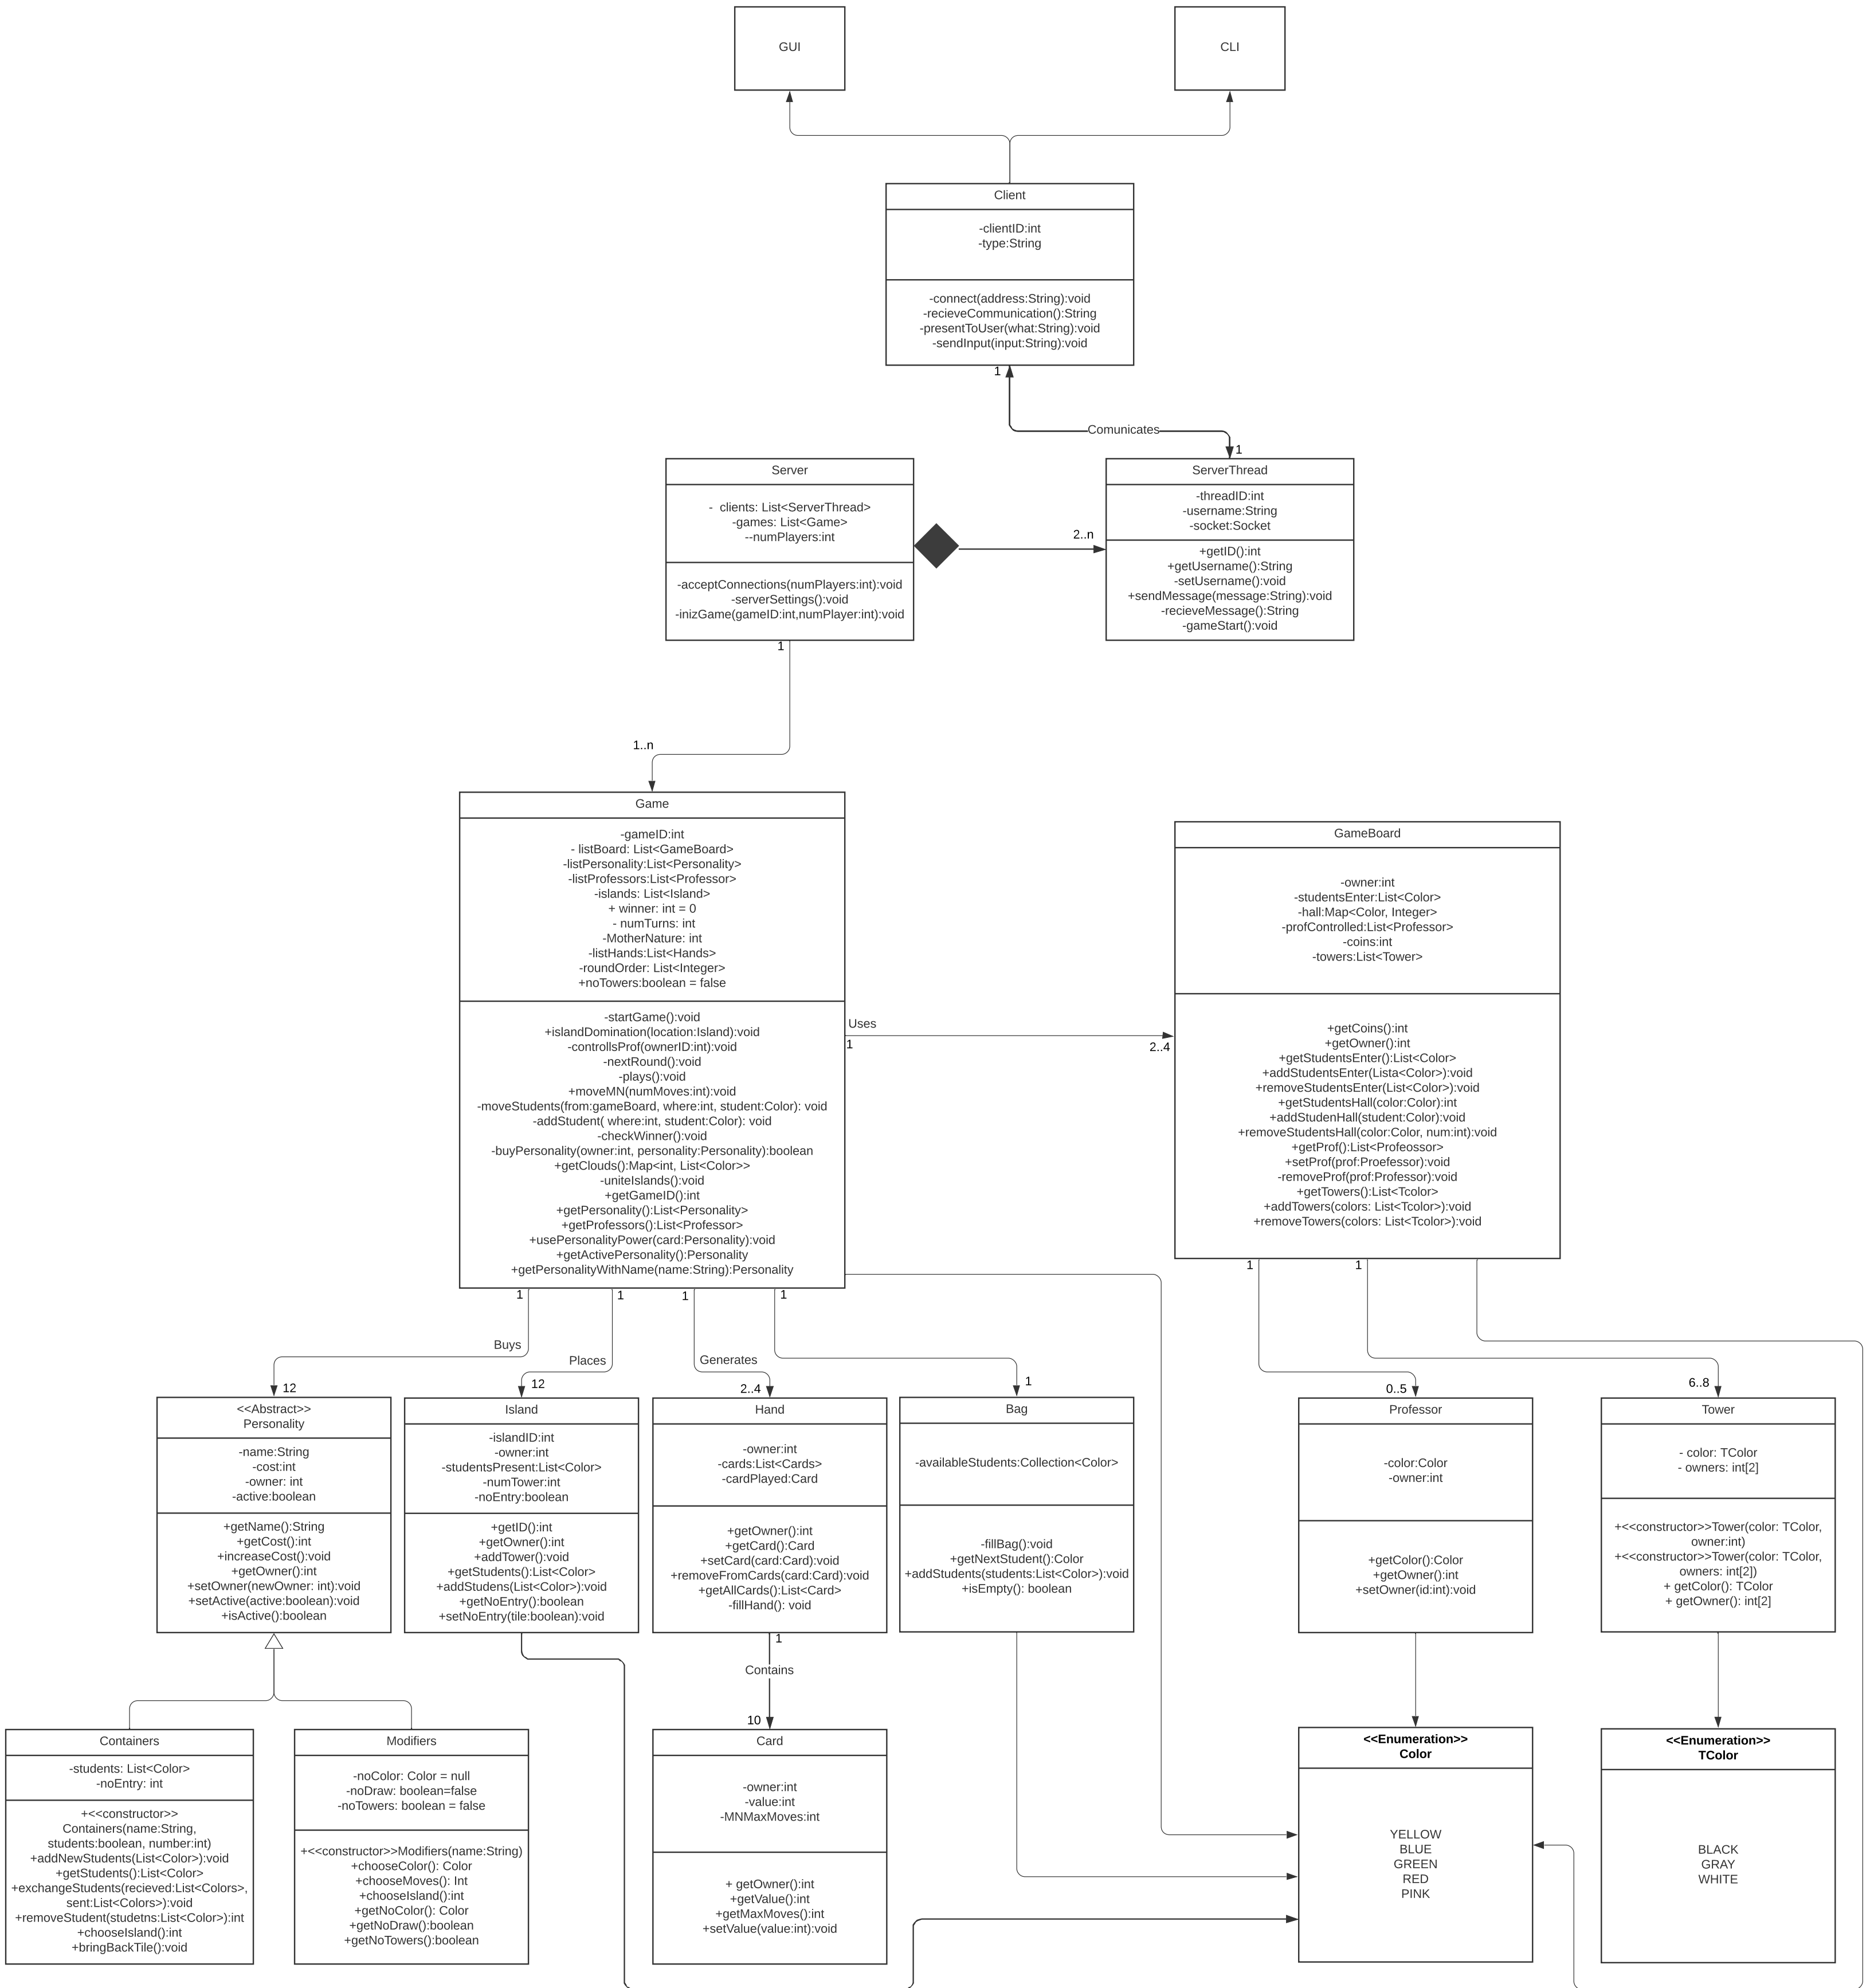 GUI
CLI
Client
-clientID:int
-type:String
-connect(address:String):void
-recieveCommunication():String
-presentToUser(what:String):void
-sendInput(input:String):void
1
Comunicates
1
Server
-  clients: List<ServerThread>
-games: List<Game>
--numPlayers:int
-acceptConnections(numPlayers:int):void
-serverSettings():void
-inizGame(gameID:int,numPlayer:int):void
2..n
ServerThread
-threadID:int
-username:String
-socket:Socket
+getID():int
+getUsername():String
-setUsername():void
+sendMessage(message:String):void
-recieveMessage():String
-gameStart():void
1
1..n
Game
-gameID:int
- listBoard: List<GameBoard>
-listPersonality:List<Personality>
-listProfessors:List<Professor>
-islands: List<Island>
+ winner: int = 0
- numTurns: int
-MotherNature: int
-listHands:List<Hands>
-roundOrder: List<Integer>
+noTowers:boolean = false
-startGame():void
+islandDomination(location:Island):void
-controllsProf(ownerID:int):void
-nextRound():void
-plays():void
+moveMN(numMoves:int):void
-moveStudents(from:gameBoard, where:int, student:Color): void
-addStudent( where:int, student:Color): void
-checkWinner():void
-buyPersonality(owner:int, personality:Personality):boolean
+getClouds():Map<int, List<Color>>
-uniteIslands():void
+getGameID():int
+getPersonality():List<Personality>
+getProfessors():List<Professor>
+usePersonalityPower(card:Personality):void
+getActivePersonality():Personality
+getPersonalityWithName(name:String):Personality
Uses
1
2..4
GameBoard
-owner:int
-studentsEnter:List<Color>
-hall:Map<Color, Integer>
-profControlled:List<Professor>
-coins:int
-towers:List<Tower>
+getCoins():int
+getOwner():int
+getStudentsEnter():List<Color>
+addStudentsEnter(Lista<Color>):void
+removeStudentsEnter(List<Color>):void
+getStudentsHall(color:Color):int
+addStudenHall(student:Color):void
+removeStudentsHall(color:Color, num:int):void
+getProf():List<Profeossor>
+setProf(prof:Proefessor):void
-removeProf(prof:Professor):void
+getTowers():List<Tcolor>
+addTowers(colors: List<Tcolor>):void
+removeTowers(colors: List<Tcolor>):void
1
1
1
1
1
1
Buys
Places
Generates
12
12
2..4
1
0..5
6..8
<<Abstract>>
Personality
-name:String
-cost:int
-owner: int
-active:boolean
+getName():String
+getCost():int
+increaseCost():void
+getOwner():int
+setOwner(newOwner: int):void
+setActive(active:boolean):void
+isActive():boolean
Island
-islandID:int
-owner:int
-studentsPresent:List<Color>
-numTower:int
-noEntry:boolean
+getID():int
+getOwner():int
+addTower():void
+getStudents():List<Color>
+addStudens(List<Color>):void
+getNoEntry():boolean
+setNoEntry(tile:boolean):void
Hand
-owner:int
-cards:List<Cards>
-cardPlayed:Card
+getOwner():int
+getCard():Card
+setCard(card:Card):void
+removeFromCards(card:Card):void
+getAllCards():List<Card>
-fillHand(): void
Bag
-availableStudents:Collection<Color>
-fillBag():void
+getNextStudent():Color
+addStudents(students:List<Color>):void
+isEmpty(): boolean
Professor
-color:Color
-owner:int
+getColor():Color
+getOwner():int
+setOwner(id:int):void
Tower
- color: TColor
- owners: int[2]
+<<constructor>>Tower(color: TColor,
owner:int)
+<<constructor>>Tower(color: TColor,
owners: int[2])
+ getColor(): TColor
+ getOwner(): int[2]
1
Contains
10
Containers
-students: List<Color>
-noEntry: int
+<<constructor>>
Containers(name:String,
students:boolean, number:int)
+addNewStudents(List<Color>):void
+getStudents():List<Color>
+exchangeStudents(recieved:List<Colors>,
sent:List<Colors>):void
+removeStudent(studetns:List<Color>):int
+chooseIsland():int
+bringBackTile():void
Modifiers
-noColor: Color = null
-noDraw: boolean=false
-noTowers: boolean = false
+<<constructor>>Modifiers(name:String)
+chooseColor(): Color
+chooseMoves(): Int
+chooseIsland():int
+getNoColor(): Color
+getNoDraw():boolean
+getNoTowers():boolean
Card
-owner:int
-value:int
-MNMaxMoves:int
+ getOwner():int
+getValue():int
+getMaxMoves():int
+setValue(value:int):void
<<Enumeration>>
Color
YELLOW
BLUE
GREEN
RED
PINK
<<Enumeration>>
TColor
BLACK
GRAY
WHITE